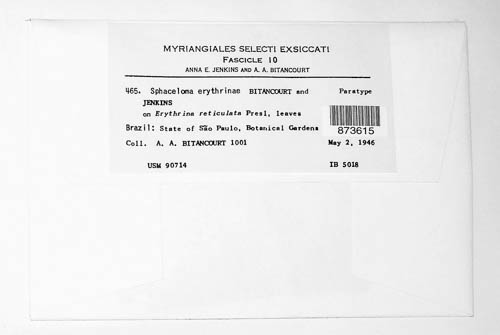 MYRIANGIALES SELECTI EXSICCATI
FASCICLE 10
ANNA E. JENKINS AND A. A. BITANCOURT
465. Sphaceloma erythrinae BITANCOURT and Paratype
JENKINS
on Erythrina reticulata Presl, leaves
873615
Brazil: State of São Paulo, Botanical Gardens
Coll. A. A. BITANCOURT 1001 May 2, 1946
USM 90714 IB 5018